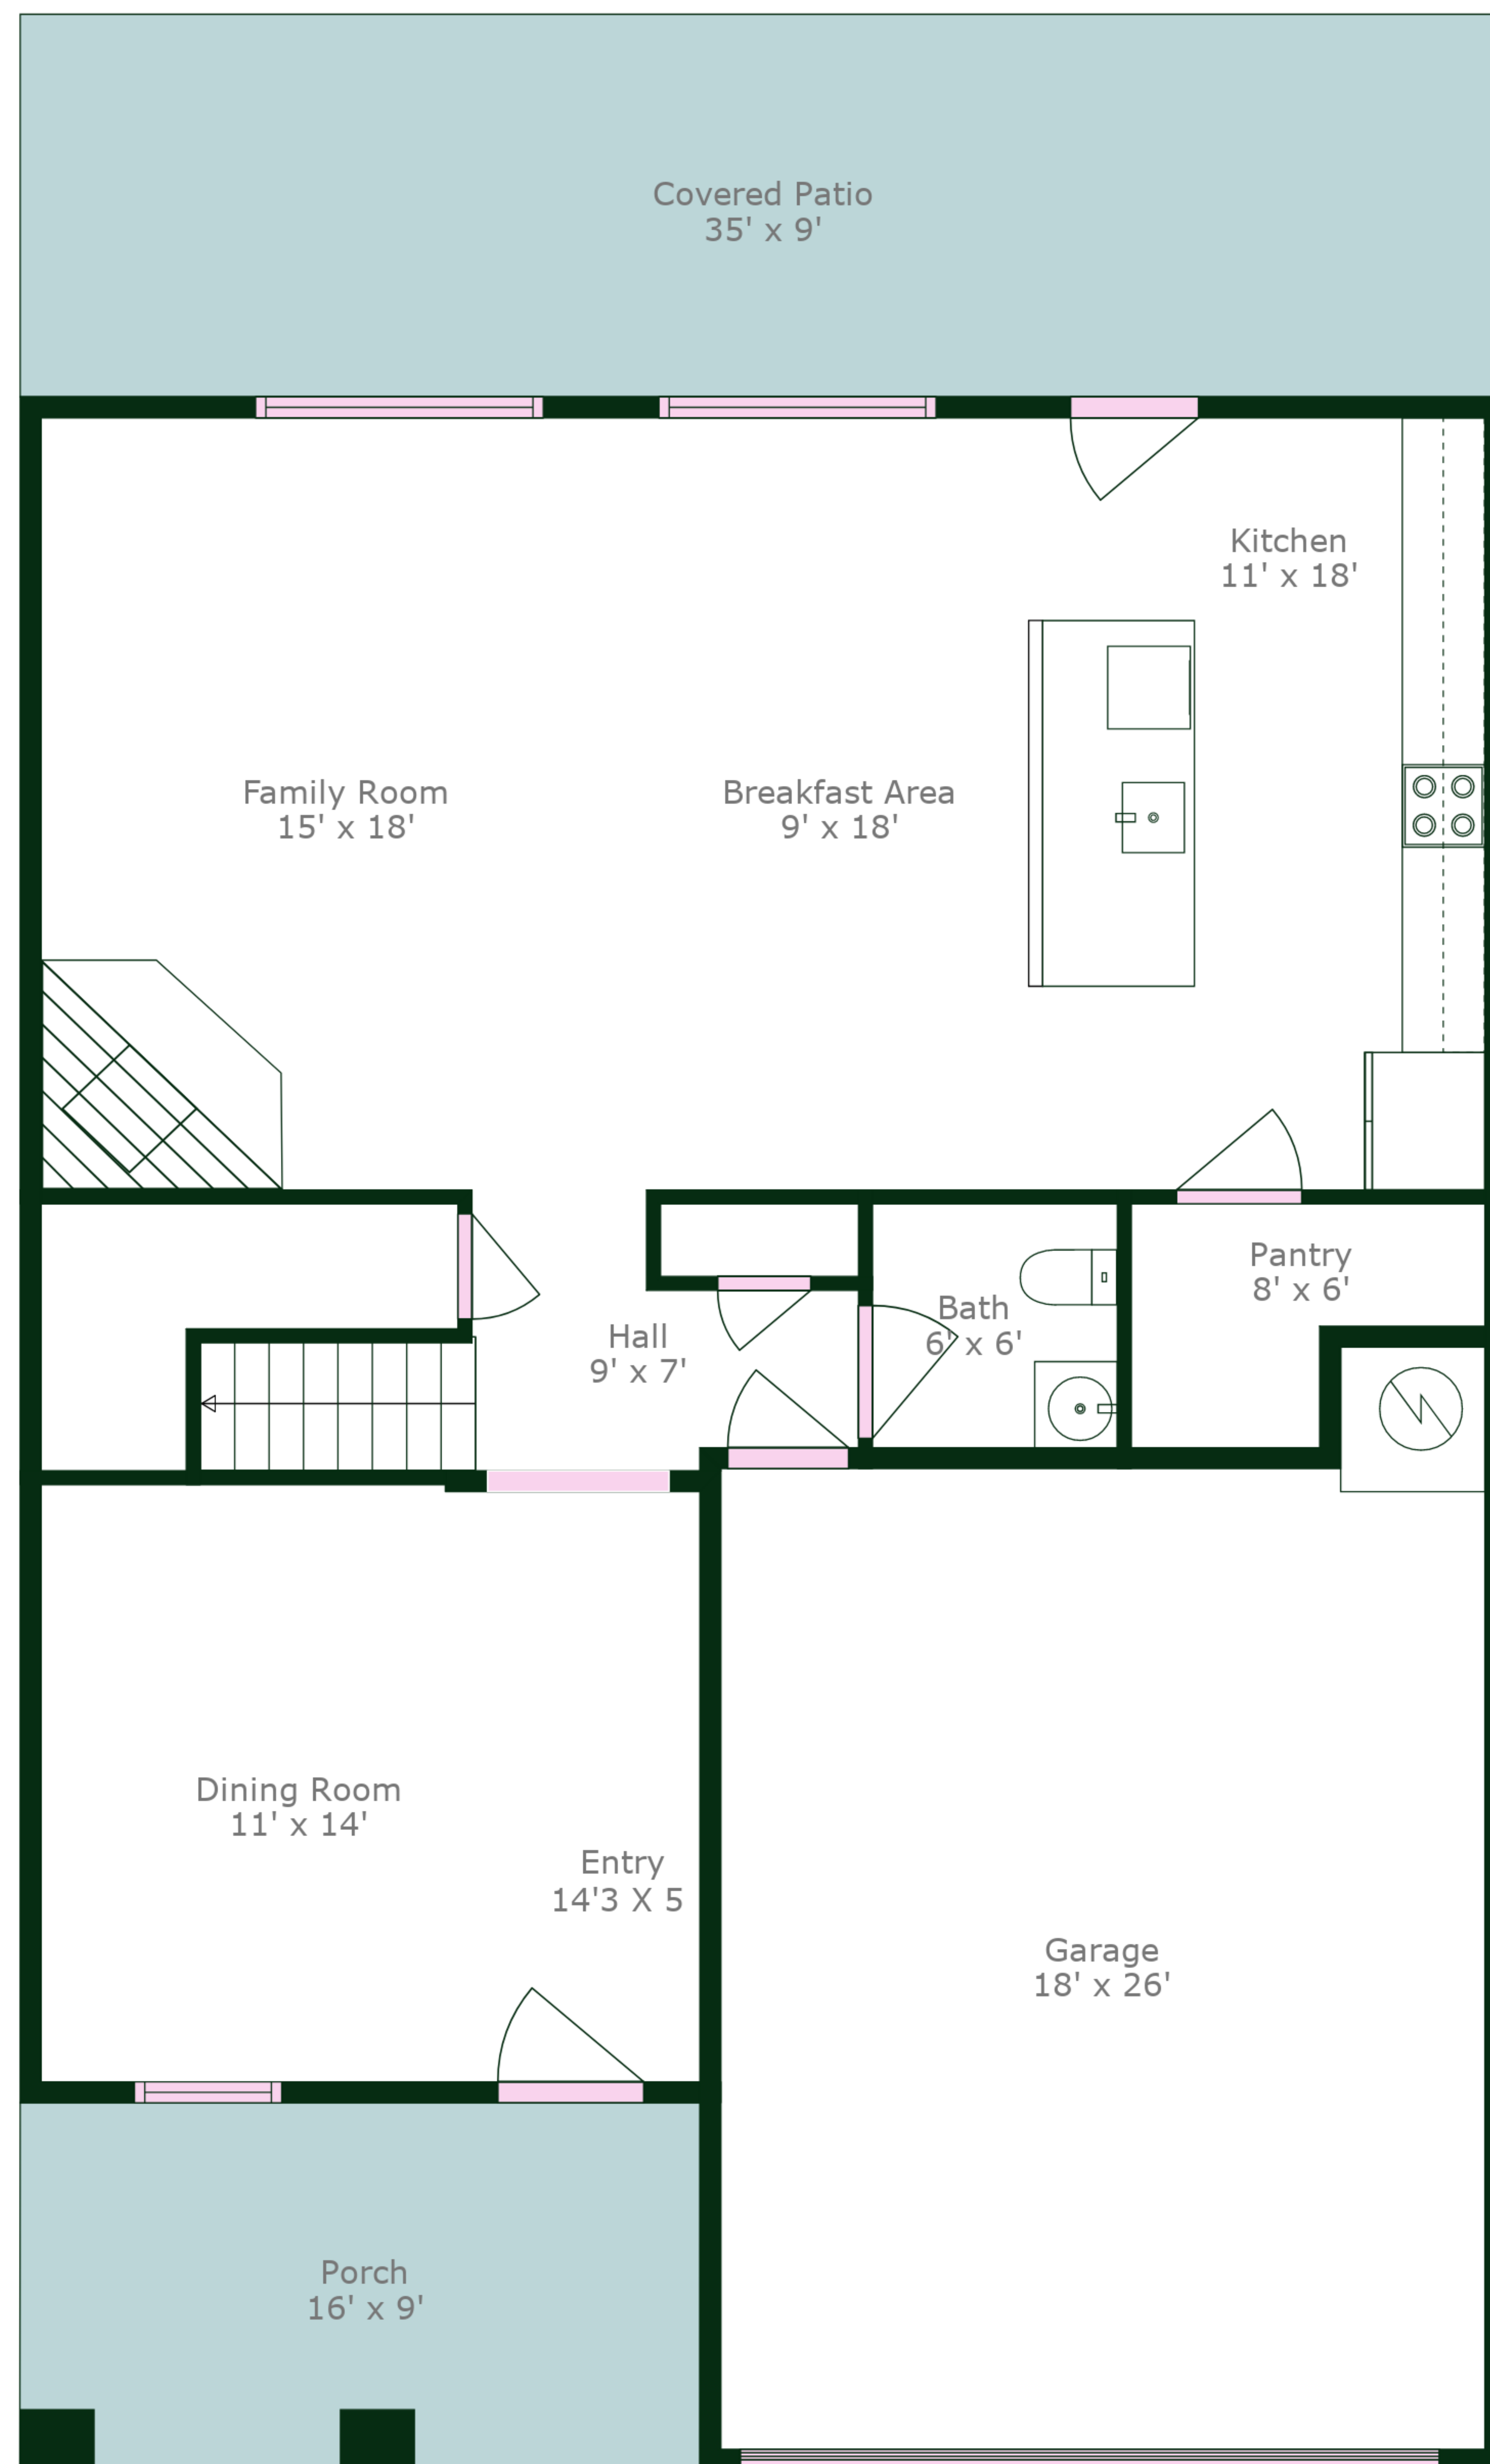 Covered Patio
35' x 9'
Kitchen
11' x 18'
Family Room
15' x 18'
Breakfast Area
9' x 18'
Pantry
8' x 6'
Bath
6' x 6'
Hall
9' x 7'
Dining Room
11' x 14'
Entry
14'3 X 5
Garage
18' x 26'
Porch
16' x 9'